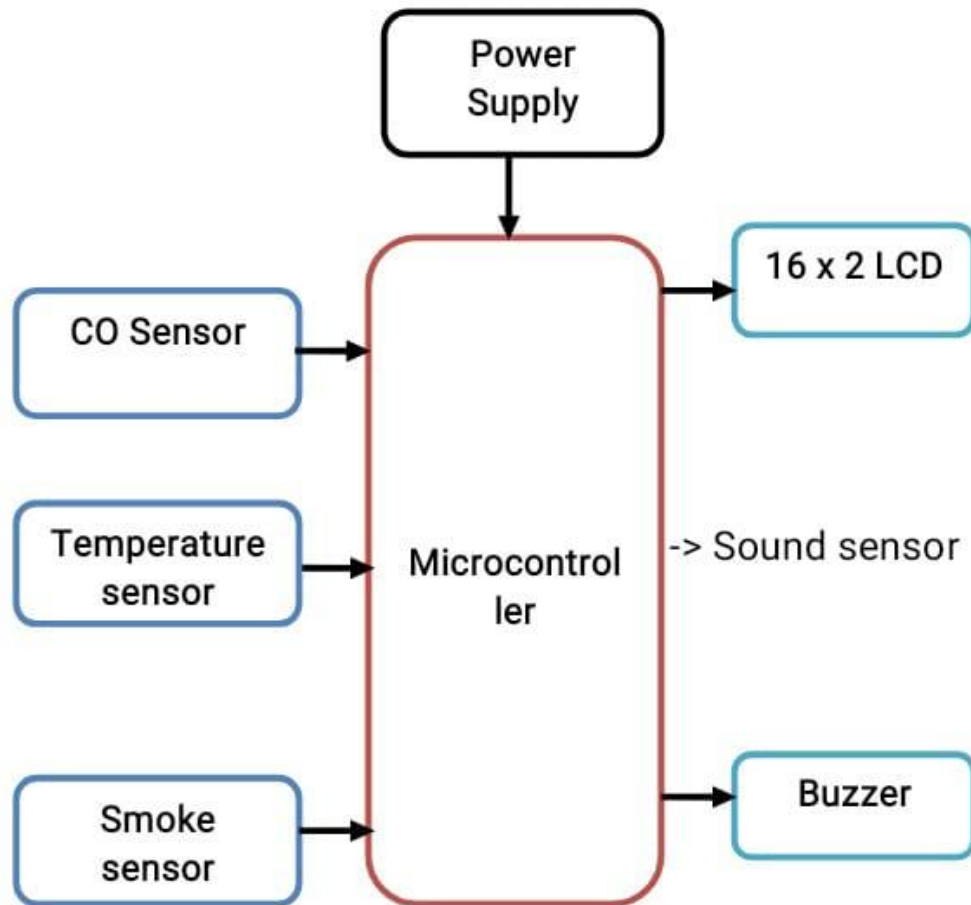 Power
Supply
16 x 2 LCD
CO Sensor
Temperature
sensor
Microcontrol
ler
-> Sound sensor
Smoke
sensor
Buzzer